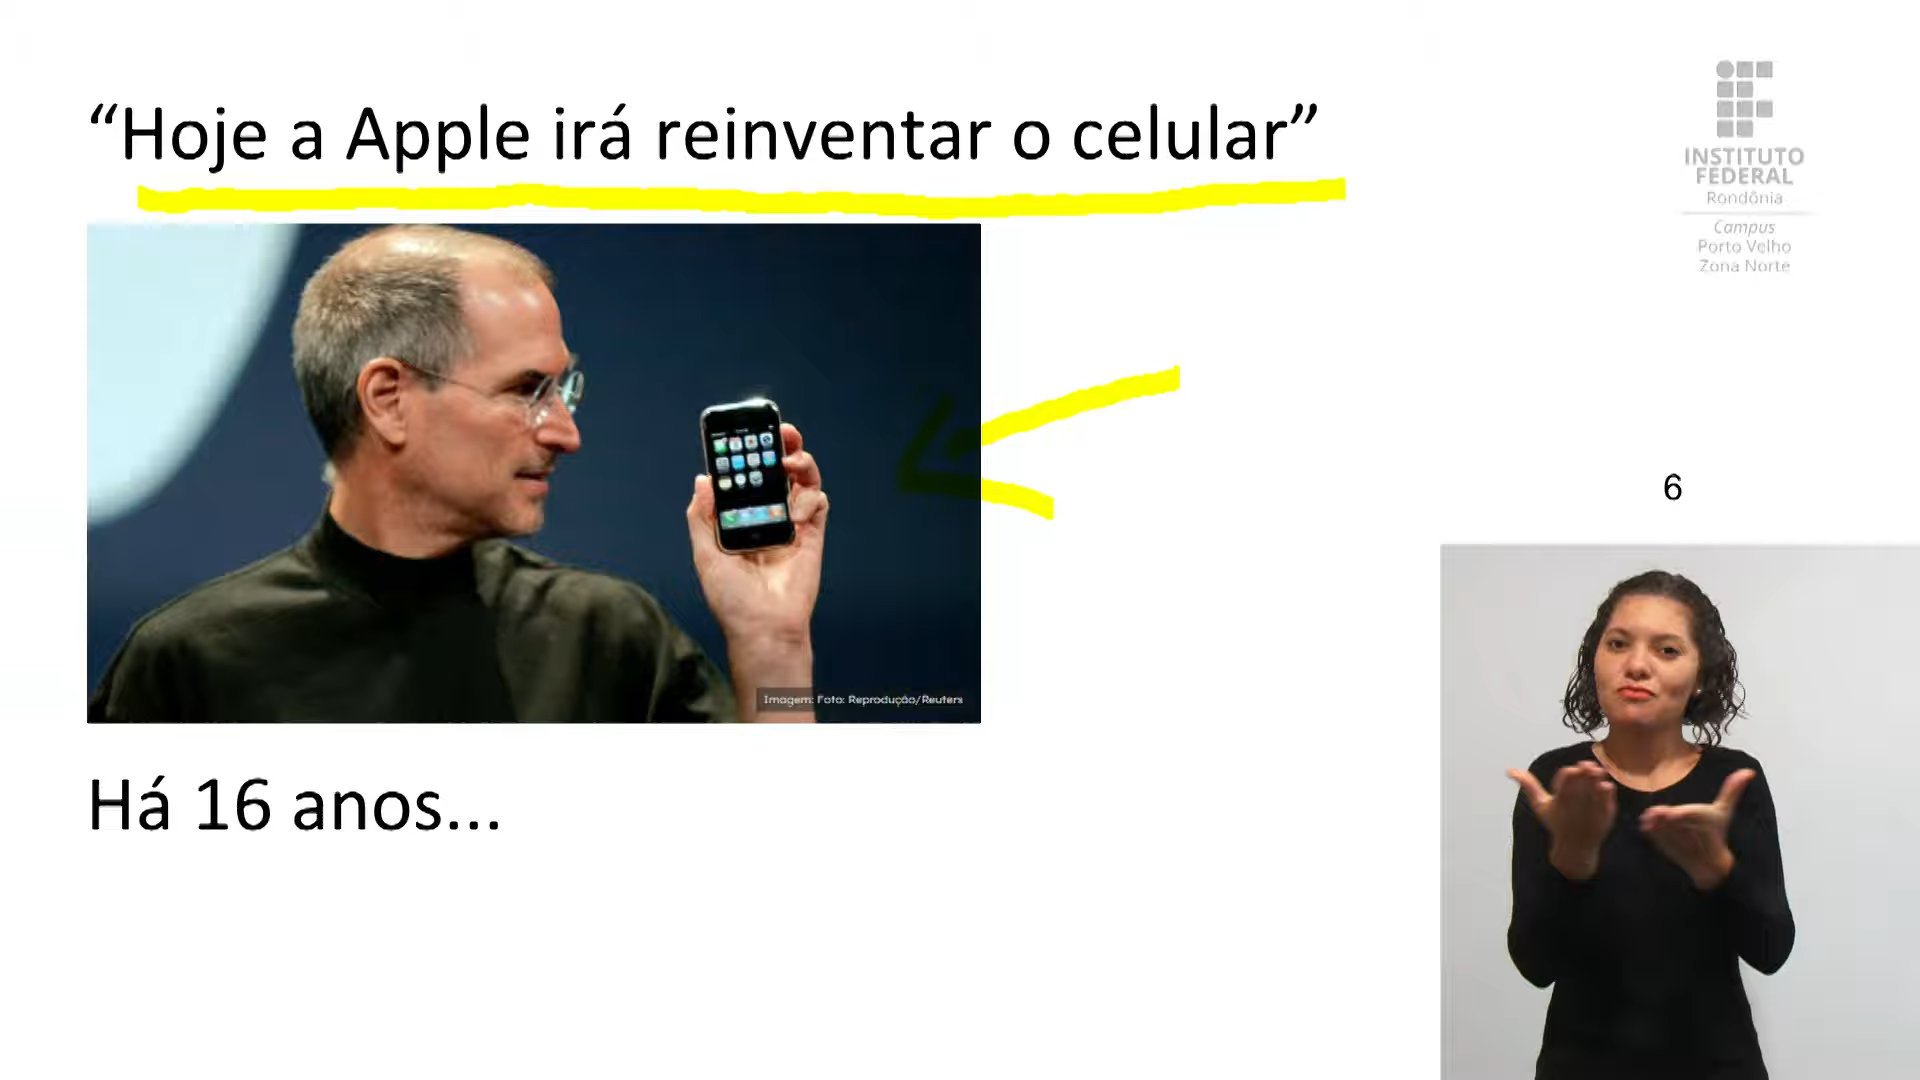 “Hoje a Apple irá reinventar o celular”
INSTITUTO
FEDERAL
Rondônia
Campus
Porto Velho
Zona Norte
6
Imagem: Foto: Reprodução/Reuters
Há 16 anos...